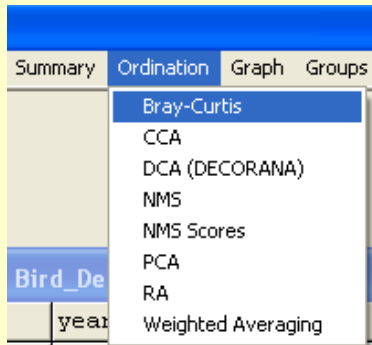 Summary Ordination Graph Groups
Bray-Curtis
CCA
DCA (DECORANA)
NMS
NMS Scores
PCA
RA
Weighted Averaging
Bird_De
year